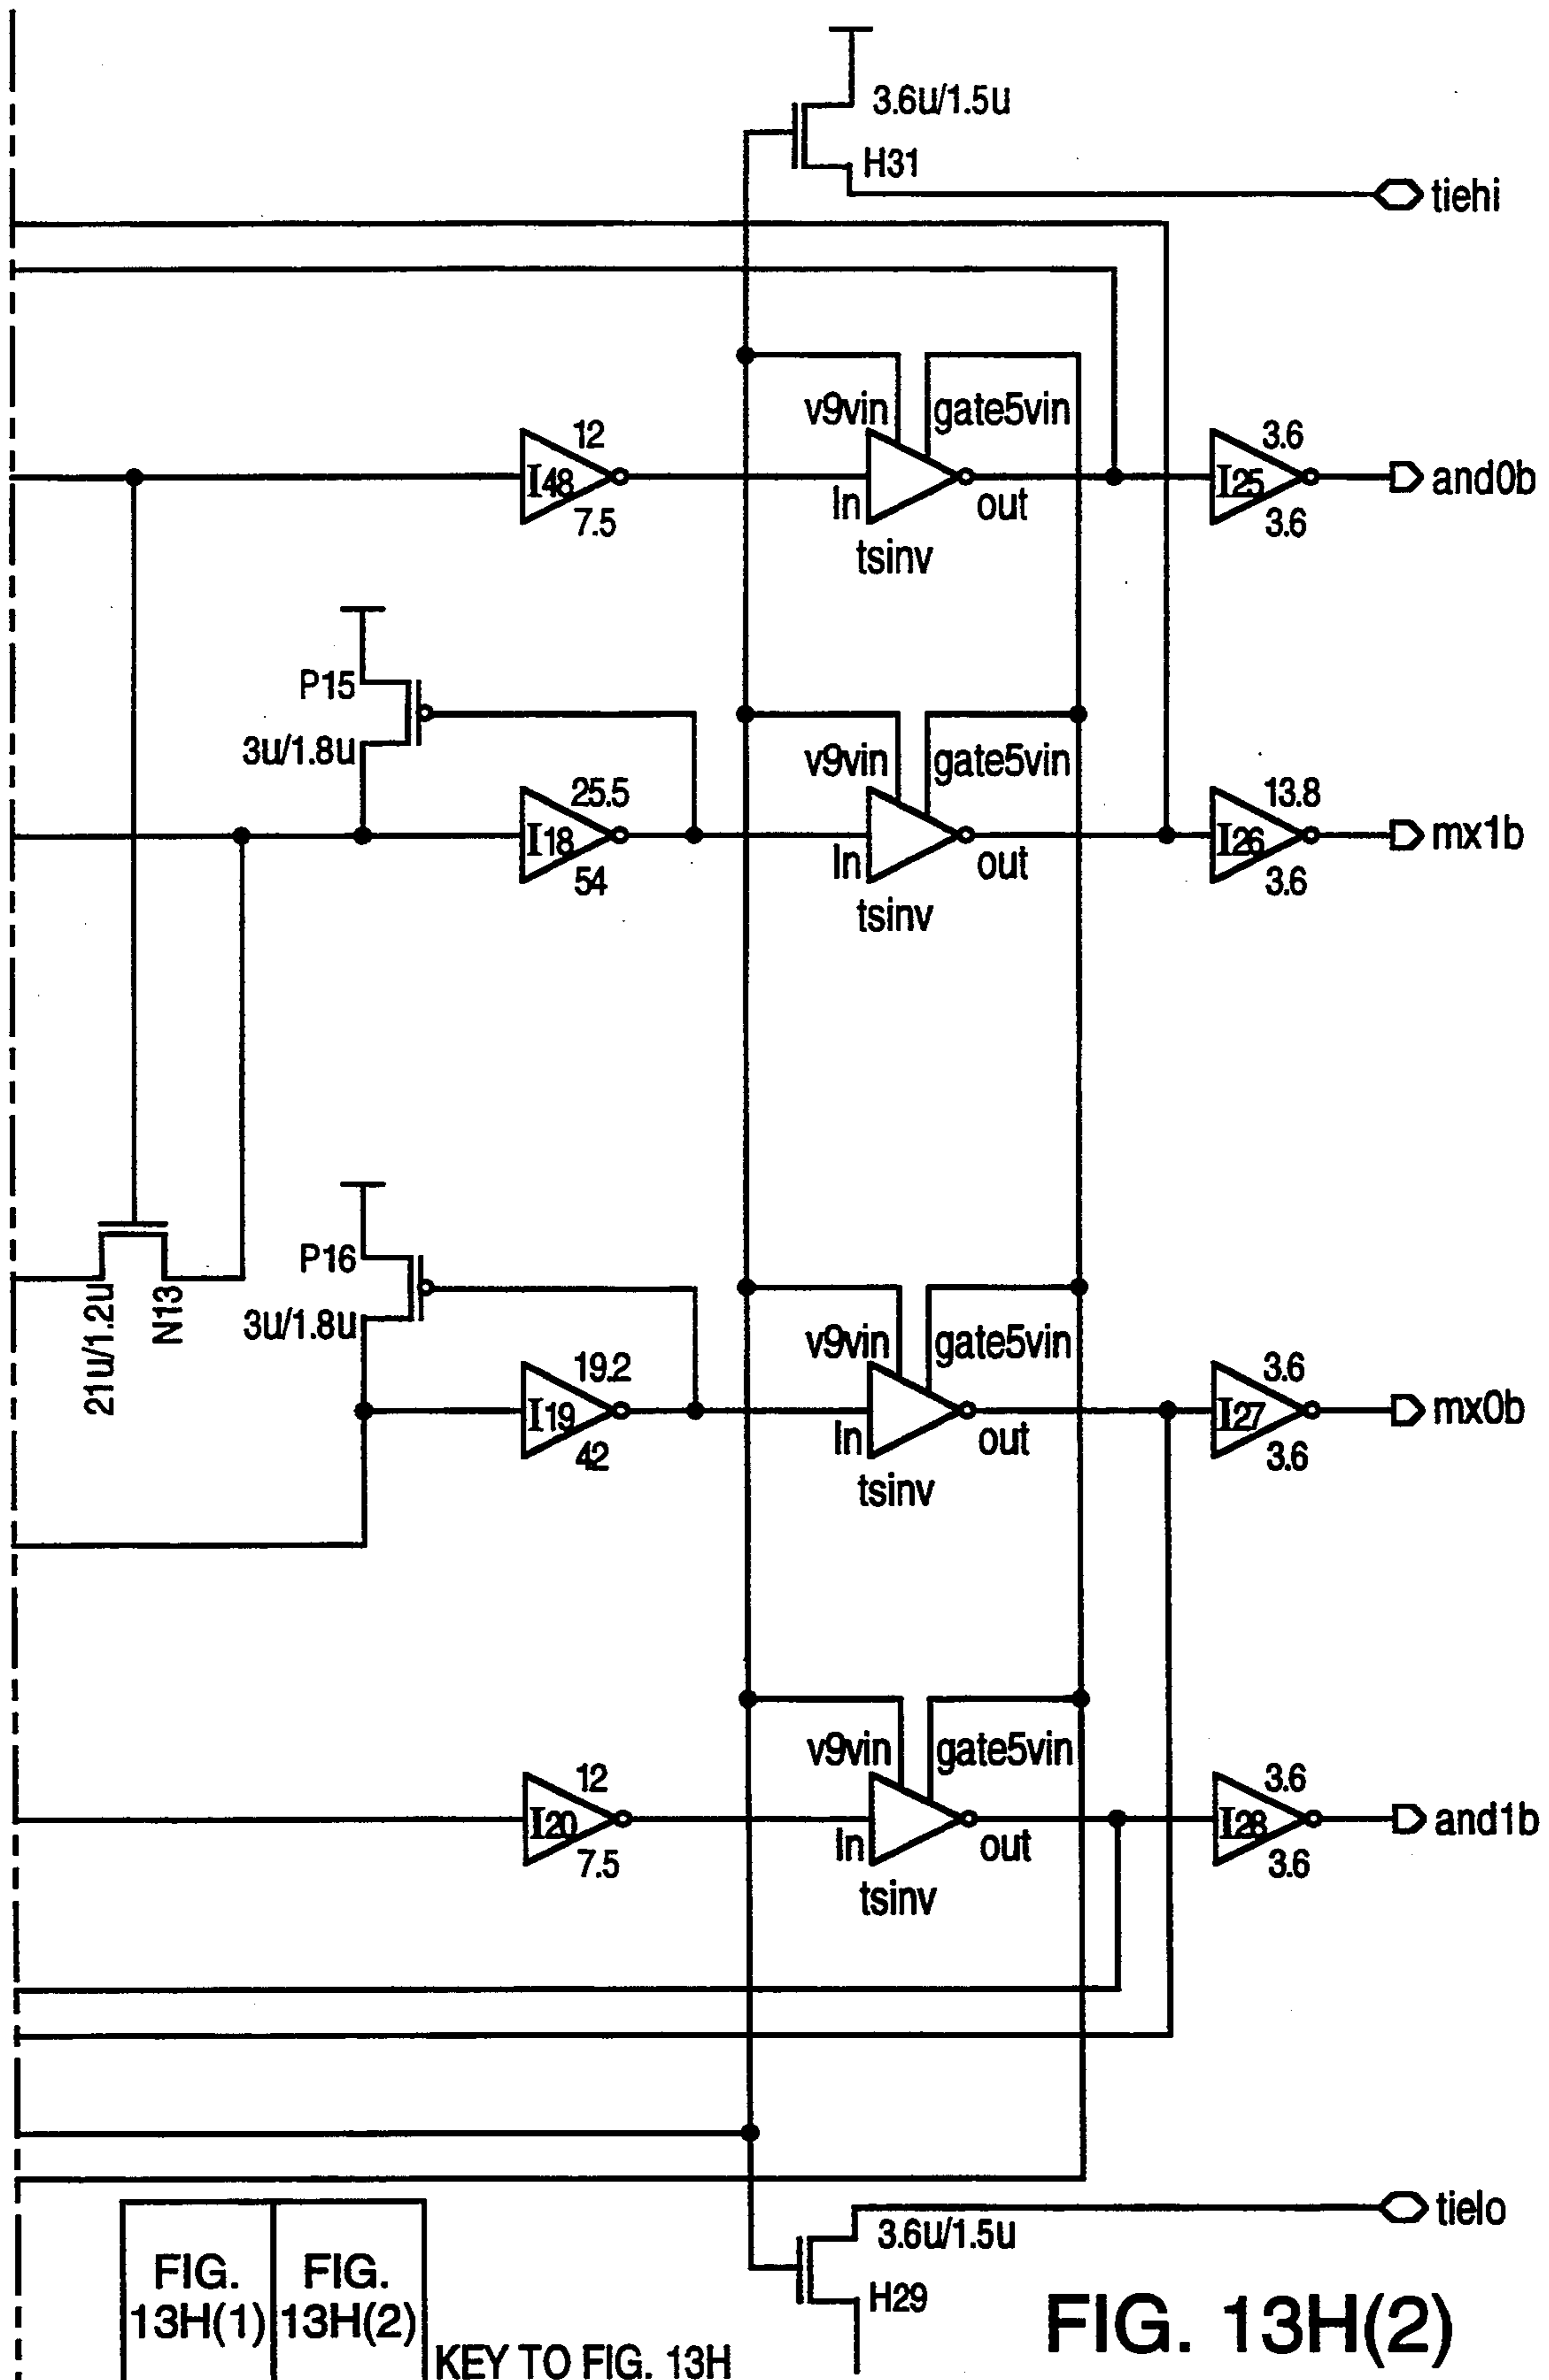 3.6u/1.5u
H31
tiehi
v9vin
gate5vin
12
I48
7.5
In
out
tsinv
3.6
I25
3.6
and0b
P15
3u/1.8u
v9vin
gate5vin
25.5
I18
54
In
out
tsinv
13.8
I26
3.6
mx1b
21u/1.2u
N13
P16
3u/1.8u
v9vin
gate5vin
19.2
I19
42
In
out
tsinv
3.6
I27
3.6
mx0b
v9vin
gate5vin
12
I20
7.5
In
out
tsinv
3.6
I28
3.6
and1b
tielo
3.6u/1.5u
H29
FIG.
13H(1)
FIG.
13H(2)
KEY TO FIG. 13H
FIG. 13H(2)